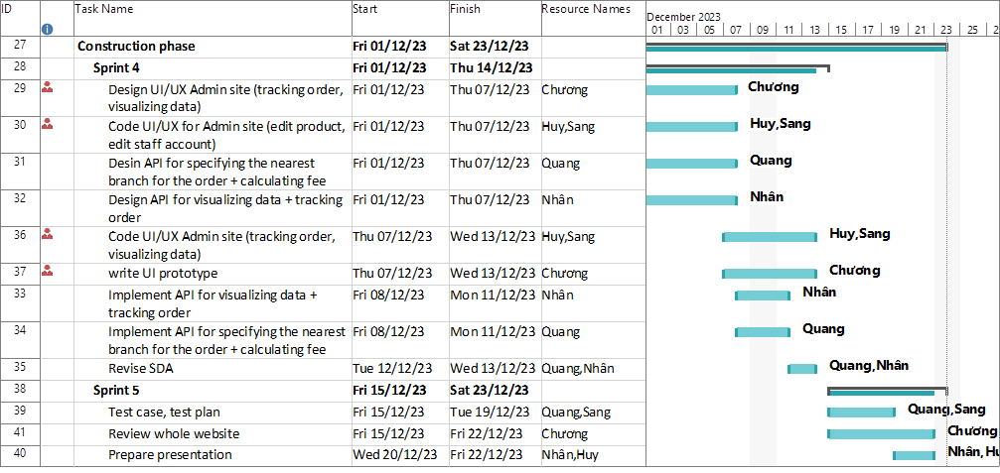 ID Task Name Start Finish Resource Names
December 2023
01 03 05 07 09 11 13 15 17 19 21 23 25 2
27 Construction phase Fri 01/12/23 Sat 23/12/23
28 Sprint 4 Fri 01/12/23 Thu 14/12/23
29 Design UI/UX Admin site (tracking order, Fri 01/12/23 Thu 07/12/23 Chương Chương
visualizing data)
30 Code UI/UX for Admin site (edit product, Fri 01/12/23 Thu 07/12/23 Huy,Sang Huy,Sang
edit staff account)
31 Desin API for specifying the nearest Fri 01/12/23 Thu 07/12/23 Quang Quang
branch for the order + calculating fee
32 Design API for visualizing data + tracking Fri 01/12/23 Thu 07/12/23 Nhân Nhân
order
36 Code UI/UX Admin site (tracking order, Thu 07/12/23 Wed 13/12/23 Huy,Sang Huy,Sang
visualizing data)
37 write UI prototype Thu 07/12/23 Wed 13/12/23 Chương Chương
33 Implement API for visualizing data + Fri 08/12/23 Mon 11/12/23 Nhân Nhân
tracking order
34 Implement API for specifying the nearest Fri 08/12/23 Mon 11/12/23 Quang Quang
branch for the order + calculating fee
35 Revise SDA Tue 12/12/23 Wed 13/12/23 Quang,Nhân Quang,Nhân
38 Sprint 5 Fri 15/12/23 Sat 23/12/23
39 Test case, test plan Fri 15/12/23 Tue 19/12/23 Quang,Sang Quang,Sang
41 Review whole website Fri 15/12/23 Fri 22/12/23 Chương Chương
40 Prepare presentation Wed 20/12/23 Fri 22/12/23 Nhân,Huy Nhân, Hu